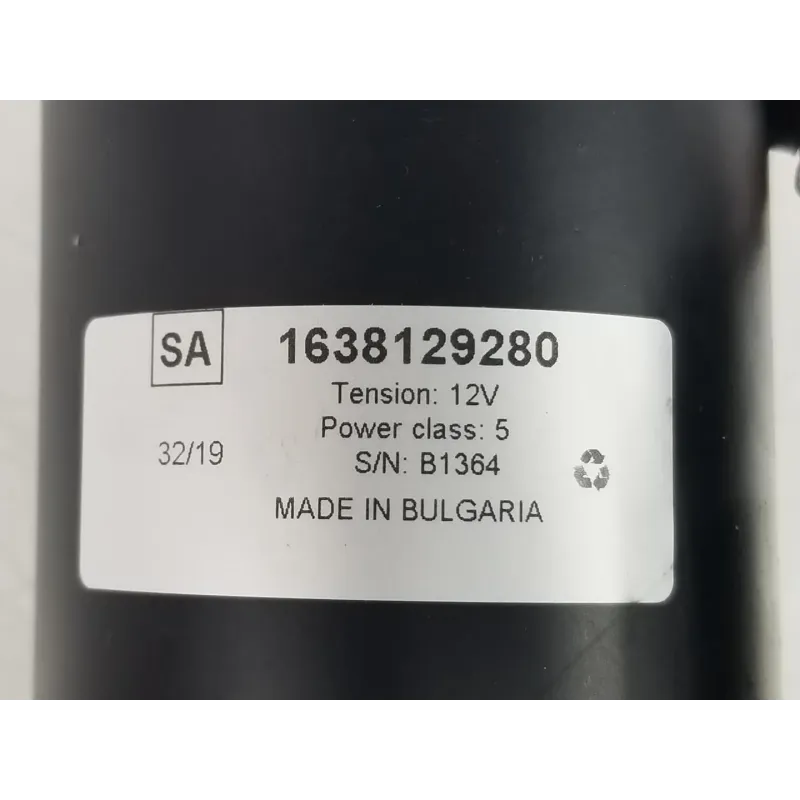 SA
1638129280
Tension: 12V
Power class: 5
32/19
S/N: B1364
MADE IN BULGARIA